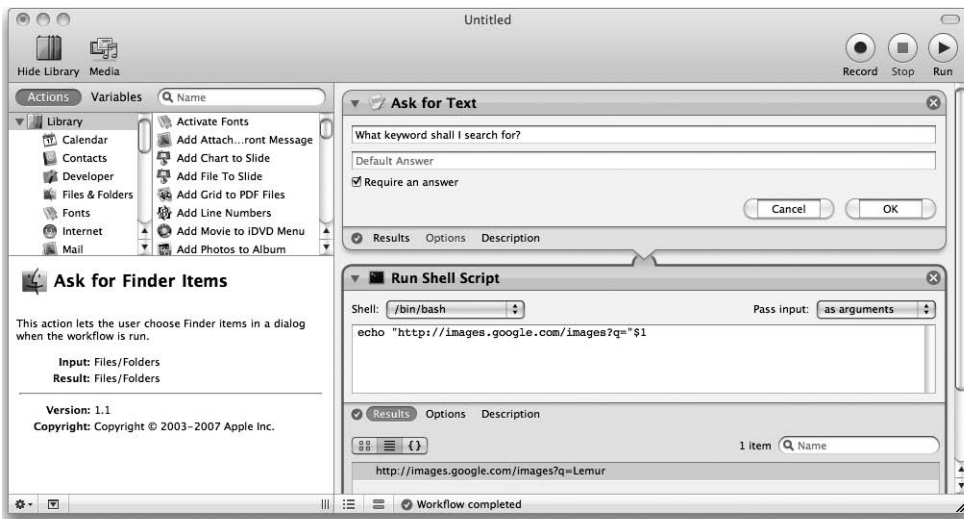 Untitled
Hide Library
Media
Record
Stop
Run
Actions
Variables
Name
Library
Calendar
Contacts
Developer
Files & Folders
Fonts
Internet
Mail
Activate Fonts
Add Attach...ront Message
Add Chart to Slide
Add File To Slide
Add Grid to PDF Files
Add Line Numbers
Add Movie to iDVD Menu
Add Photos to Album
Ask for Finder Items
This action lets the user choose Finder items in a dialog
when the workflow is run.
Input: Files/Folders
Result: Files/Folders
Version: 1.1
Copyright: Copyright © 2003-2007 Apple Inc.
Ask for Text
What keyword shall I search for?
Default Answer
Require an answer
Cancel
OK
Results Options Description
Run Shell Script
Shell: /bin/bash
Pass input: as arguments
echo "http://images.google.com/images?q="$1
Results Options Description
1 item
Name
http://images.google.com/images?q=Lemur
Workflow completed